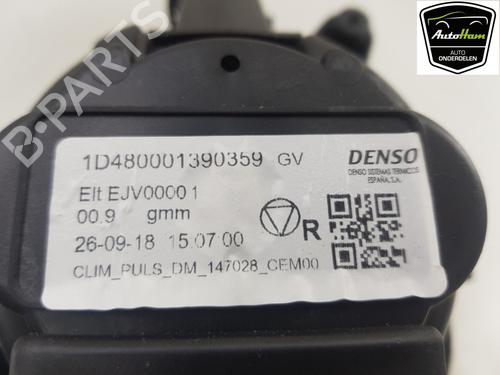 AutoHam
AUTO
ONDERDELEN
B-PARTS
1D480001390359 GV
DENSO
DENSO SISTEMAS TERMICOS
ESPAÑA, S.A.
Elt EJV00001
00.9 gmm
R
26-09-18 15:07:00
CLIM_PULS_DM_147028_CEM00